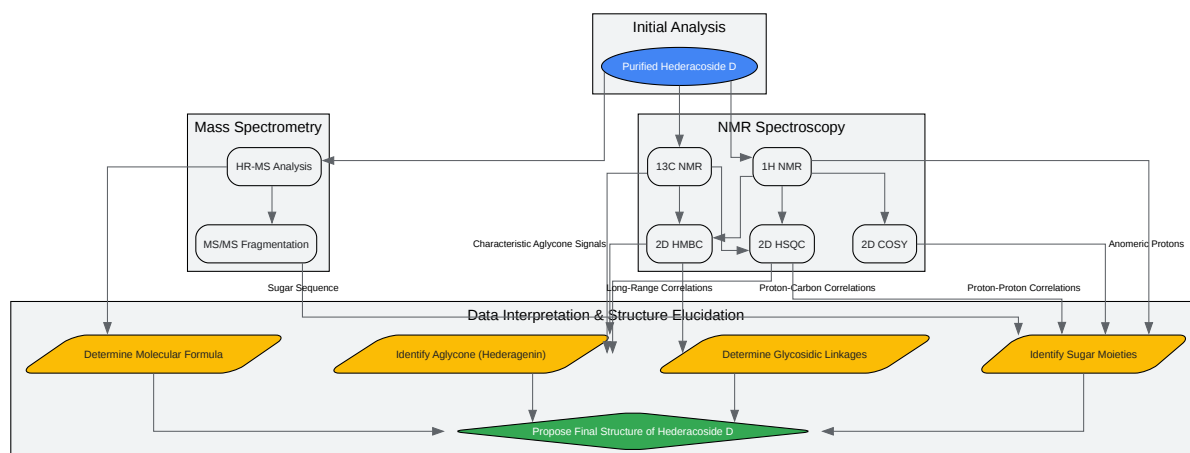 Initial Analysis
Purified Hederacoside D
Mass Spectrometry
NMR Spectroscopy
HR-MS Analysis
13C NMR
1H NMR
MS/MS Fragmentation
2D HMBC
2D HSQC
2D COSY
Characteristic Aglycone Signals
Anomeric Protons
Sugar Sequence
Long-Range Correlations
Proton-Carbon Correlations
Proton-Proton Correlations
Data Interpretation & Structure Elucidation
Determine Molecular Formula
Identify Aglycone (Hederagenin)
Determine Glycosidic Linkages
Identify Sugar Moieties
Propose Final Structure of Hederacoside D